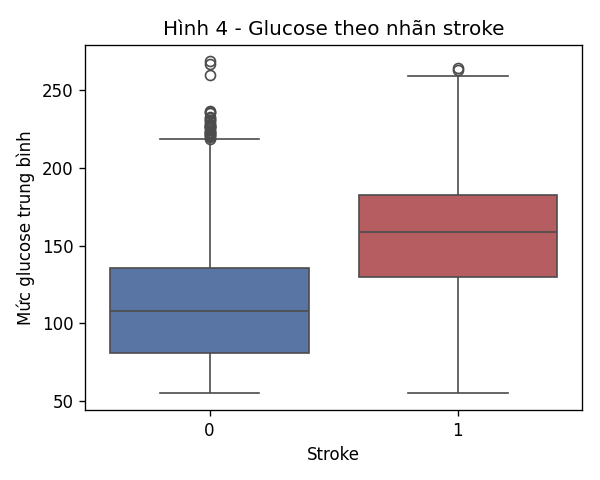 Hình 4 - Glucose theo nhãn stroke
Mức glucose trung bình
250
200
150
100
50
0
1
Stroke